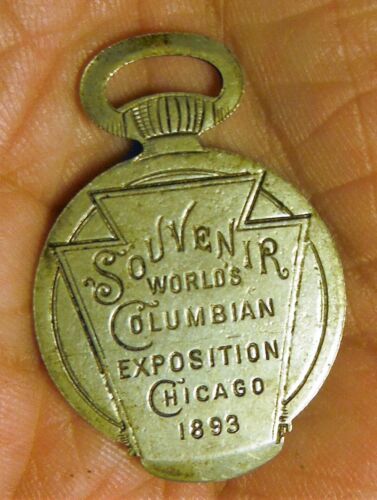 SOUVENIR
WORLD'S
COLUMBIAN
EXPOSITION
CHICAGO
1893